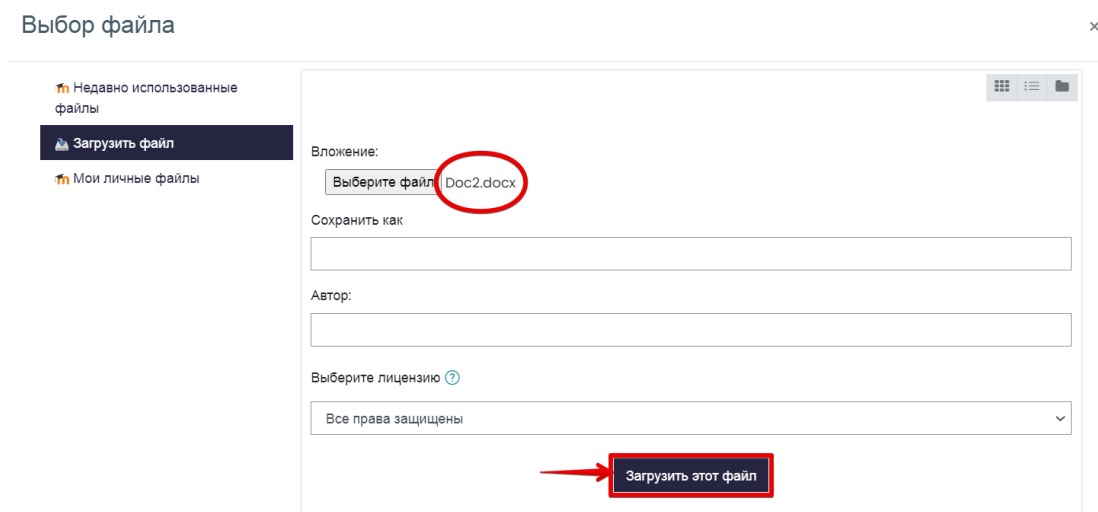 Выбор файла
×
Недавно использованные
файлы
Загрузить файл
Мои личные файлы
Вложение:
Выберите файл Doc2.docx
Сохранить как
Автор:
Выберите лицензию ?
Все права защищены
Загрузить этот файл